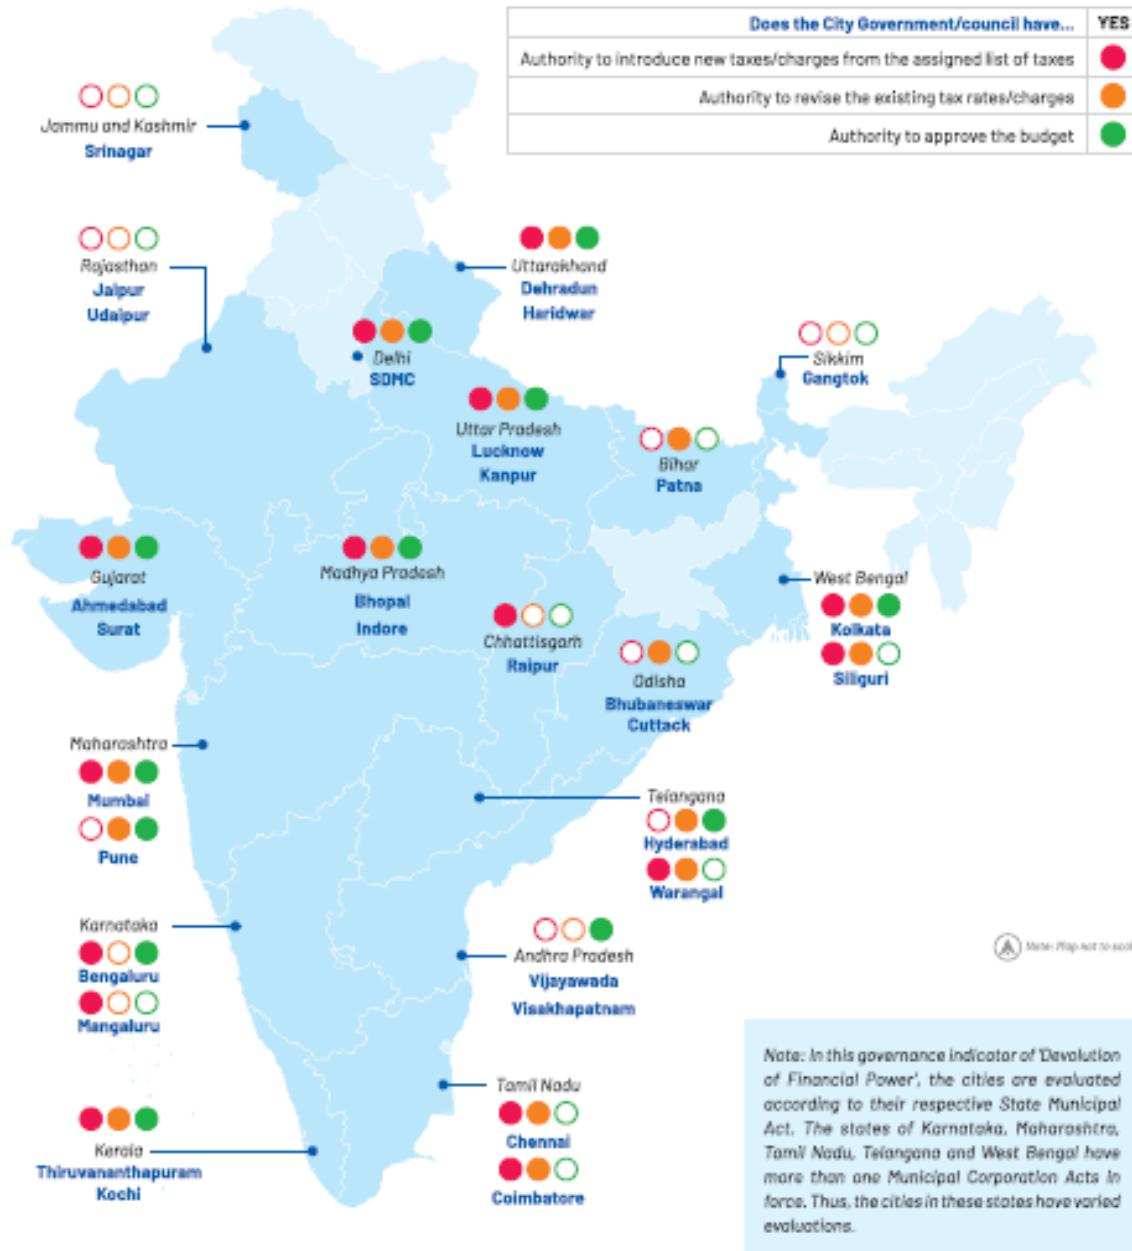 Does the City Government/council have... YES
Authority to introduce new taxes/charges from the assigned list of taxes
Authority to revise the existing tax rates/charges
Authority to approve the budget
Jammu and Kashmir
Srinagar
Rajasthan
Jaipur
Udaipur
Uttarakhand
Dehradun
Haridwar
Delhi
SDMC
Sikkim
Gangtok
Uttar Pradesh
Lucknow
Kanpur
Bihar
Patna
Gujarat
Ahmedabad
Surat
Madhya Pradesh
Bhopal
Indore
Chhattisgarh
Raipur
West Bengal
Kolkata
Siliguri
Odisha
Bhubaneswar
Cuttack
Maharashtra
Mumbai
Pune
Telangana
Hyderabad
Warangal
Karnataka
Bengaluru
Mangaluru
Andhra Pradesh
Vijayawada
Visakhapatnam
Note: Map not to
Tamil Nadu
Chennai
Coimbatore
Kerala
Thiruvananthapuram
Kochi
Note: In this governance indicator of 'Devolution
of Financial Power', the cities are evaluated
according to their respective State Municipal
Act. The states of Karnataka, Maharashtra,
Tamil Nadu, Telangana and West Bengal have
more than one Municipal Corporation Acts in
force. Thus, the cities in these states have varied
evaluations.